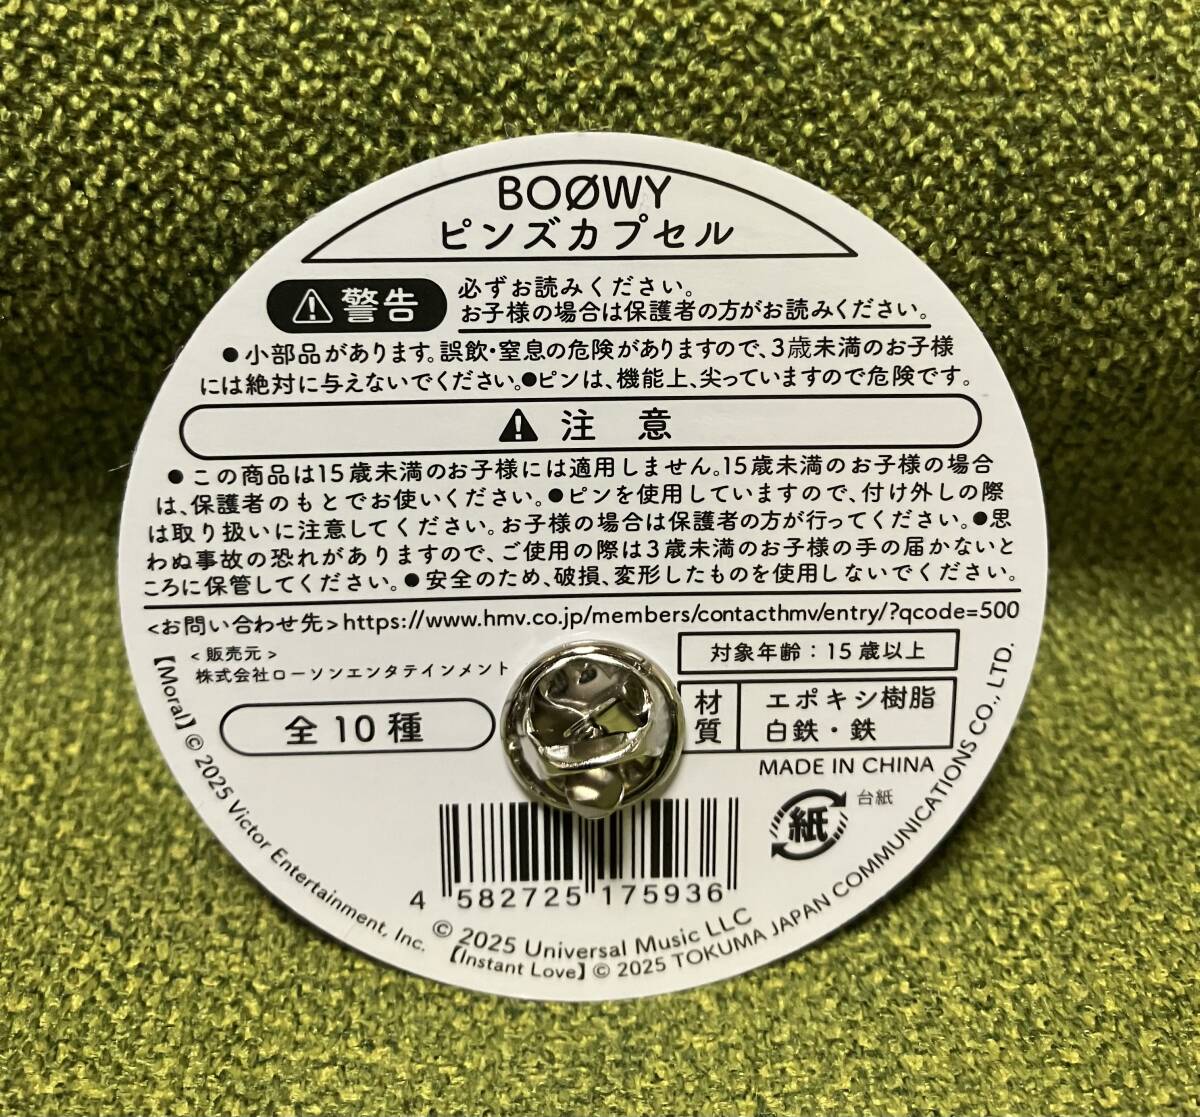 BOØWY
ピンズカプセル
警告
必ずお読みください。
お子様の場合は保護者の方がお読みください。
●小部品があります。誤飲・窒息の危険がありますので、3歳未満のお子様
には絶対に与えないでください。●ピンは、機能上、尖っていますので危険です。
注 意
●この商品は15歳未満のお子様には適用しません。15歳未満のお子様の場合
は、保護者のもとでお使いください。●ピンを使用していますので、付け外しの際
は取り扱いに注意してください。お子様の場合は保護者の方が行ってください。●思
わぬ事故の恐れがありますので、ご使用の際は3歳未満のお子様の手の届かないと
ころに保管してください。●安全のため、破損、変形したものを使用しないでください。
<お問い合わせ先>https://www.hmv.co.jp/members/contacthmv/entry/?qcode=500
<販売元>
株式会社ローソンエンタテインメント
対象年齢：15歳以上
全10種
材質
エポキシ樹脂
白鉄・鉄
MADE IN CHINA
紙
台紙
4 582725 175936
【Moral】© 2025 Victor Entertainment, Inc.
© 2025 Universal Music LLC
【Instant Love】© 2025 TOKUMA JAPAN COMMUNICATIONS CO., LTD.